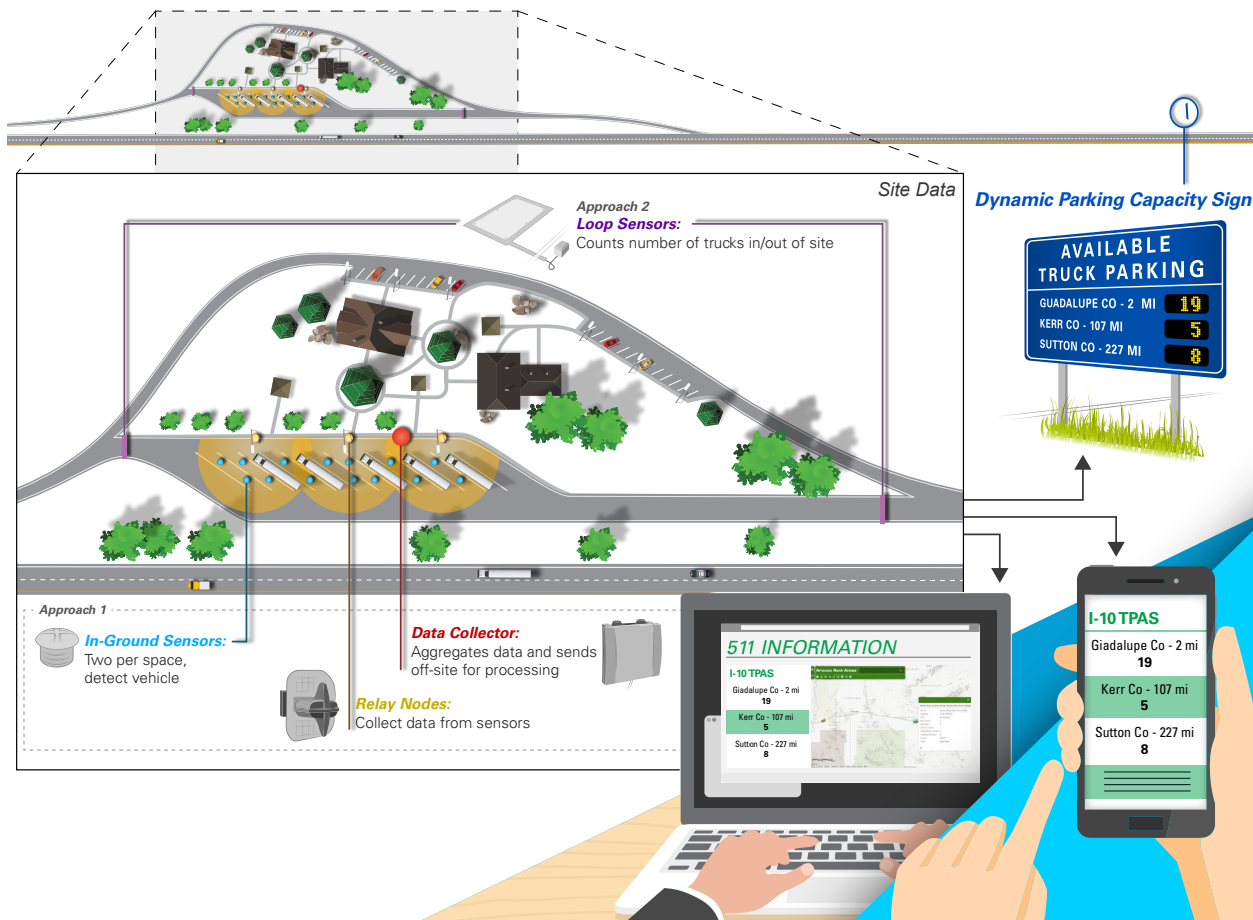 Site Data
Approach 2
Loop Sensors:
Counts number of trucks in/out of site
1
Dynamic Parking Capacity Sign
AVAILABLE
TRUCK PARKING
GUADALUPE CO - 2 MI 19
KERR CO - 107 MI 5
SUTTON CO - 227 MI 8
Approach 1
In-Ground Sensors:
Two per space,
detect vehicle
Relay Nodes:
Collect data from sensors
Data Collector:
Aggregates data and sends
off-site for processing
511 INFORMATION
I-10 TPAS
Giadalupe Co - 2 mi
19
Kerr Co - 107 mi
5
Sutton Co - 227 mi
8
Arizona Rest Areas
I-10 TPAS
Giadalupe Co - 2 mi
19
Kerr Co - 107 mi
5
Sutton Co - 227 mi
8